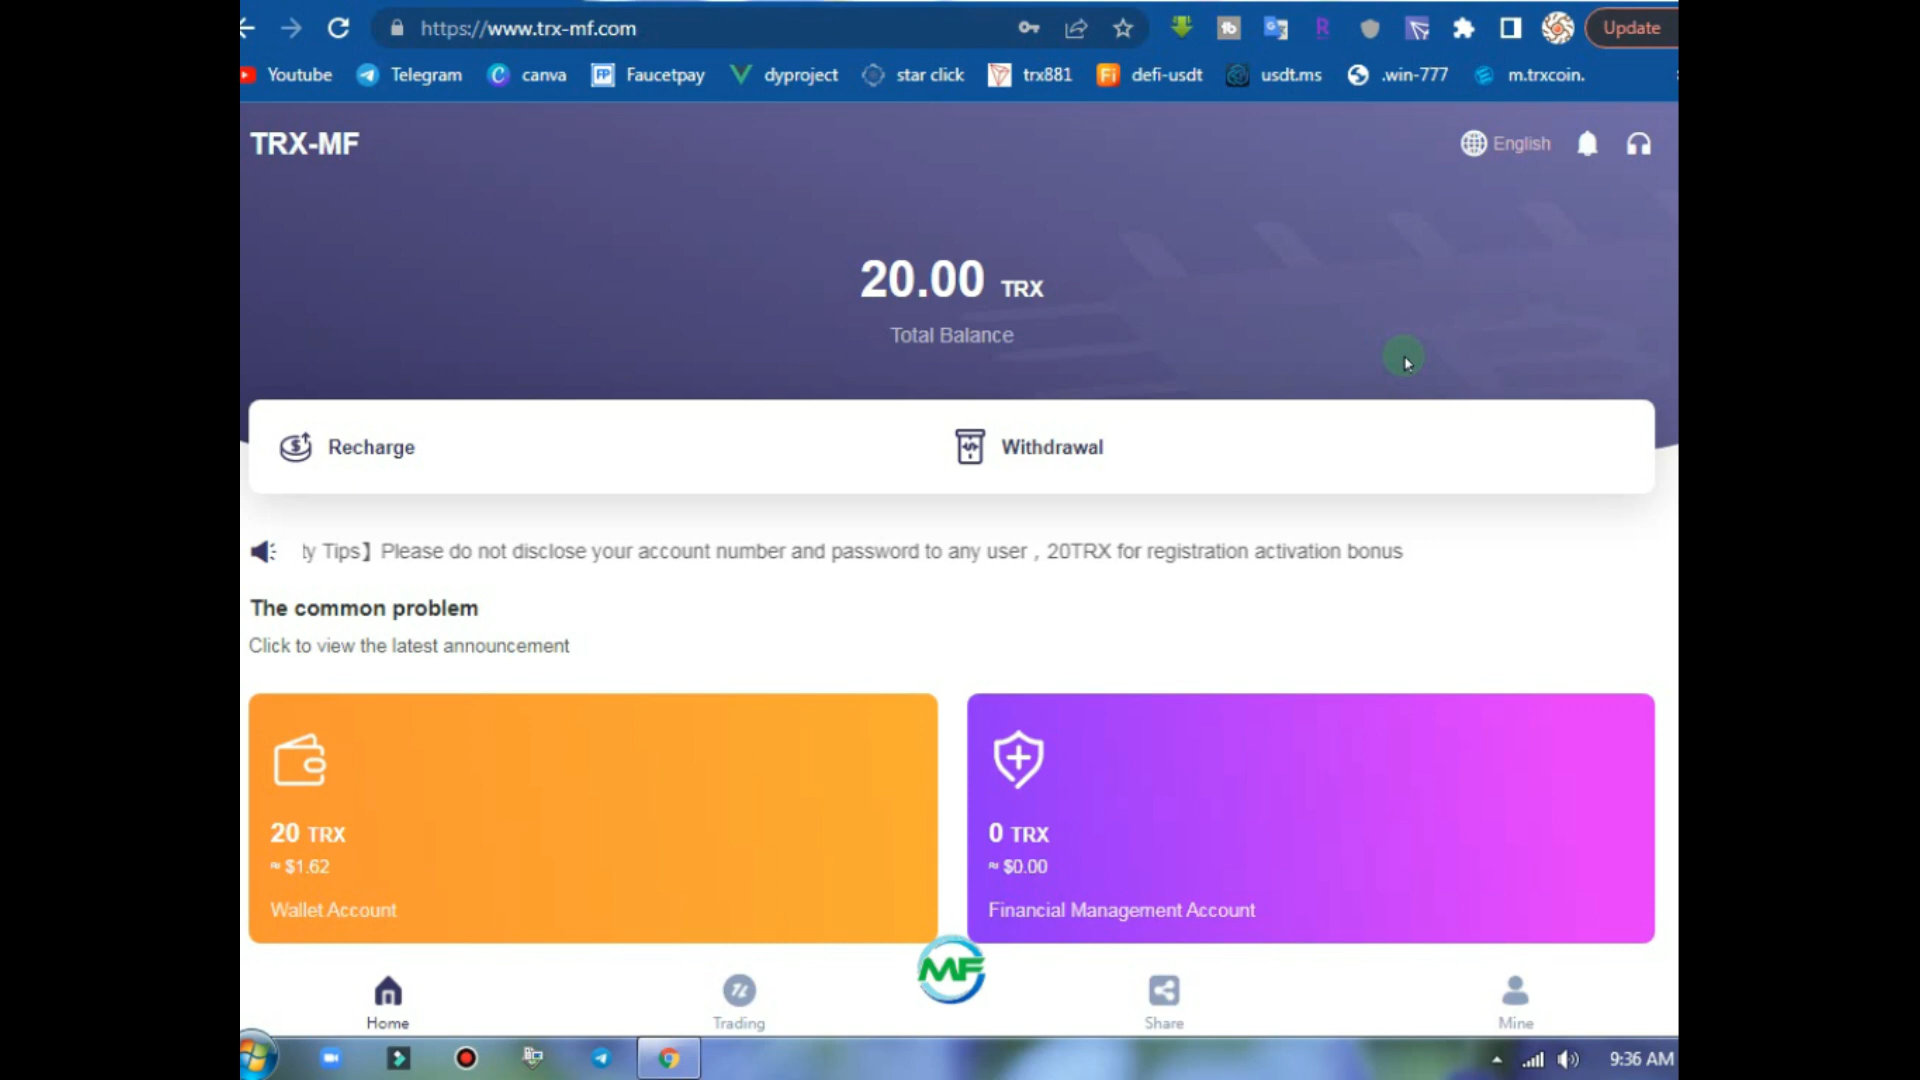 https://www.trx-mf.com
Update
Youtube Telegram canva FP Faucetpay dyproject star click trx881 Fi defi-usdt usdt.ms .win-777 m.trxcoin.
TRX-MF
English
20.00 TRX
Total Balance
Recharge
Withdrawal
ty Tips】Please do not disclose your account number and password to any user , 20TRX for registration activation bonus
The common problem
Click to view the latest announcement
20 TRX
≈ $1.62
Wallet Account
0 TRX
≈ $0.00
Financial Management Account
MF
Home
Trading
Share
Mine
9:36 AM